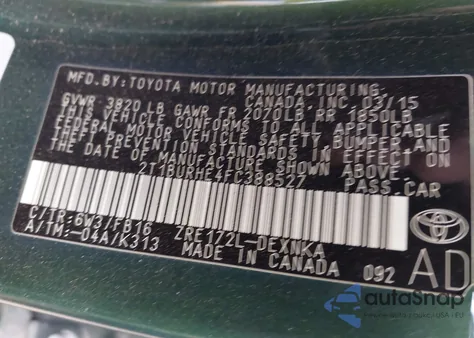 MFD.BY:TOYOTA MOTOR MANUFACTURING
CANADA, INC. 03/15
GVWR 3820 LB GAWR FR 2020LB RR 1850LB
THIS VEHICLE CONFORMS TO ALL APPLICABLE
FEDERAL MOTOR VEHICLE SAFETY, BUMPER, AND
THEFT PREVENTION STANDARDS IN EFFECT ON
THE DATE OF MANUFACTURE SHOWN ABOVE.
2T1BURHE4FC388527 PASS.CAR
C/TR:6W37FB16 ZRE172L-DEXNKA
A/TM:-04A/K313 MADE IN CANADA 092
TOYOTA
AD
autoSnap